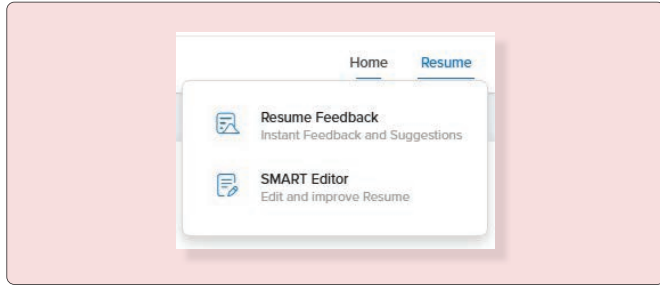 Home Resume
Resume Feedback
Instant Feedback and Suggestions
SMART Editor
Edit and improve Resume